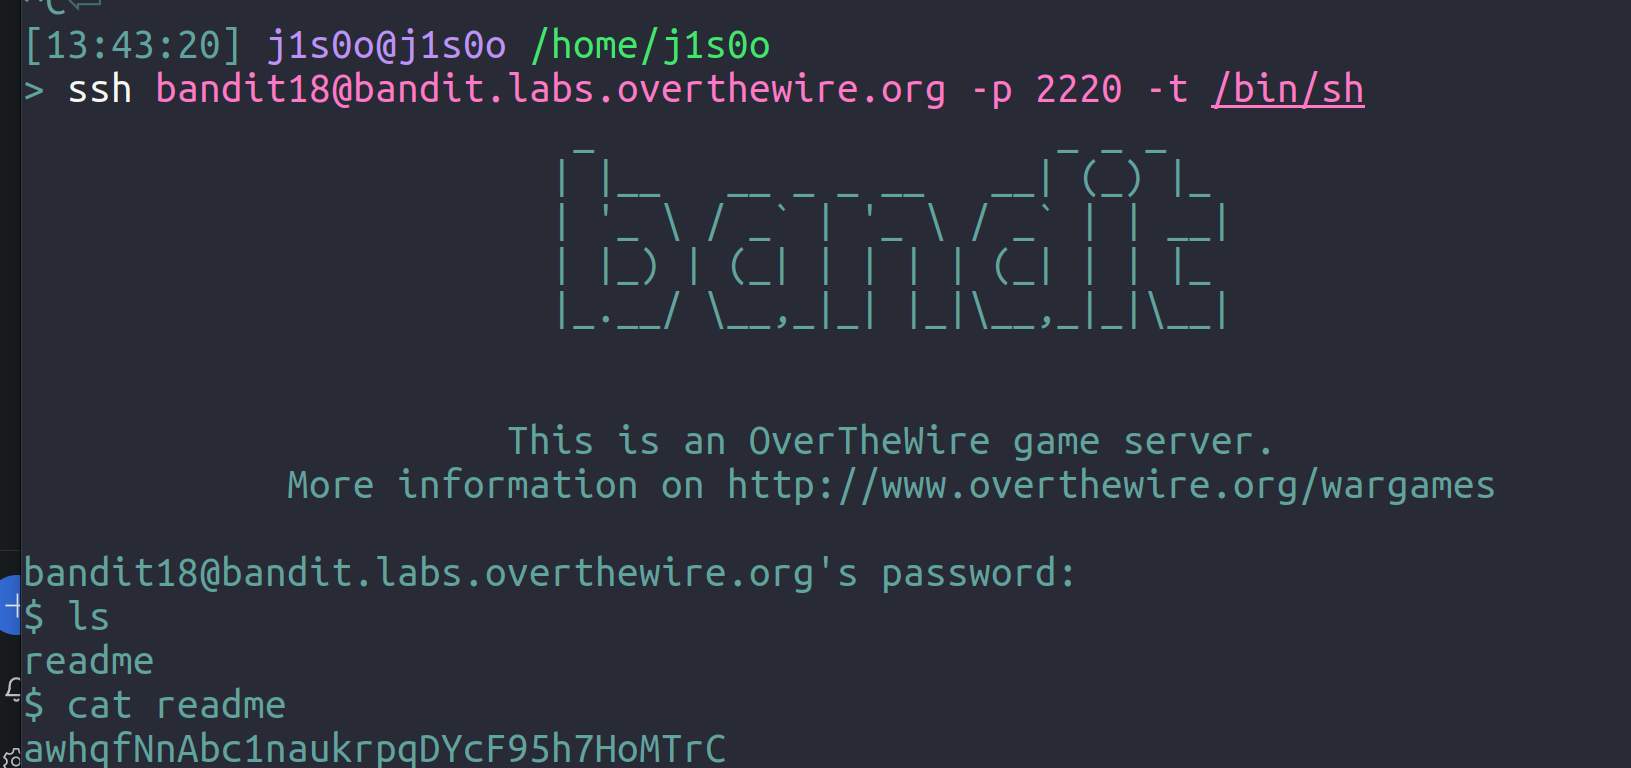 ^C
[13:43:20] j1s0o@j1s0o /home/j1s0o
> ssh bandit18@bandit.labs.overthewire.org -p 2220 -t /bin/sh
bandit
This is an OverTheWire game server.
More information on http://www.overthewire.org/wargames
bandit18@bandit.labs.overthewire.org's password:
$ ls
readme
$ cat readme
awhqfNnAbc1naukrpqDYcF95h7HoMTrC